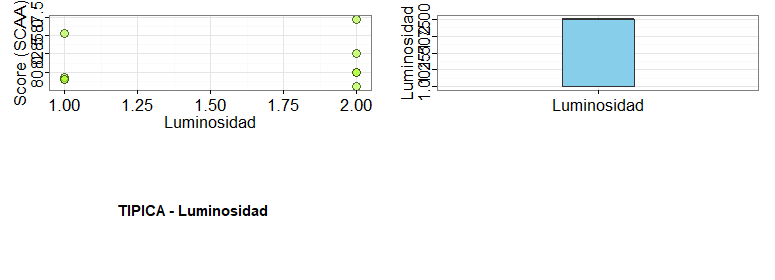 Score (SCAA)
1.00 1.25 1.50 1.75 2.00
Luminosidad
Luminosidad
Luminosidad
TIPICA - Luminosidad